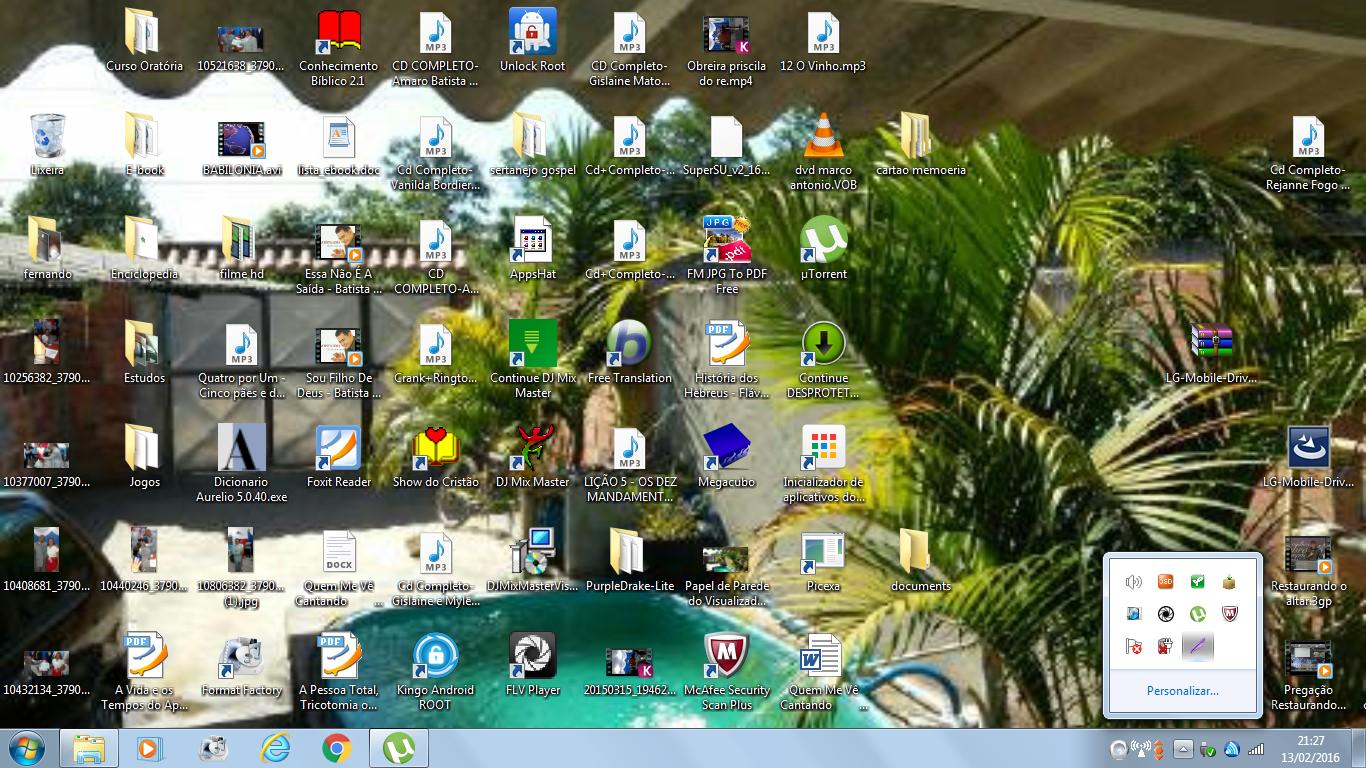 Curso Oratória
10521638_3790...
Conhecimento
Bíblico 2.1
CD COMPLETO-
Amaro Batista ...
Unlock Root
CD Completo-
Gislaine Mato...
Obreira priscila
do re.mp4
12 O Vinho.mp3
Lixeira
E-book
BABILONIA.avi
lista ebook.doc
Cd Completo-
Vanilda Bordier...
sertanejo gospel
Cd+Completo-...
SuperSU_v2_16...
dvd marco
antonio.VOB
cartao memoeria
Cd Completo-
Rejanne Fogo ...
fernando
Enciclopedia
filme hd
Essa Não É A
Saída - Batista ...
CD
COMPLETO-A...
AppsHat
Cd+Completo-...
FM JPG To PDF
Free
µTorrent
10256382_3790...
Estudos
Quatro por Um -
Cinco pães e d...
Sou Filho De
Deus - Batista ...
Crank+Ringto...
Continue DJ Mix
Master
Free Translation
História dos
Hebreus - Fláv...
Continue
DESPROTET...
LG-Mobile-Driv...
10377007_3790...
Jogos
Dicionario
Aurelio 5.0.40.exe
Foxit Reader
Show do Cristão
DJ Mix Master
LIÇÃO 5 - OS DEZ
MANDAMENT...
Megacubo
Inicializador de
aplicativos do...
LG-Mobile-Driv...
10408681_3790...
10440246_3790...
10806382_3790...
(1).jpg
Quem Me Vê
Cantando ...
Cd Completo-
Gislaine e Myle...
DJMixMasterVis...
PurpleDrake-Lite
Papel de Parede
do Visualizad...
Picexa
documents
Restaurando o
altar.3gp
10432134_3790...
A Vida e os
Tempos do Ap...
Format Factory
A Pessoa Total,
Tricotomia o...
Kingo Android
ROOT
FLV Player
20150315_19462...
McAfee Security
Scan Plus
Quem Me Vê
Cantando ...
Personalizar...
Pregação
Restaurando...
21:27
13/02/2016